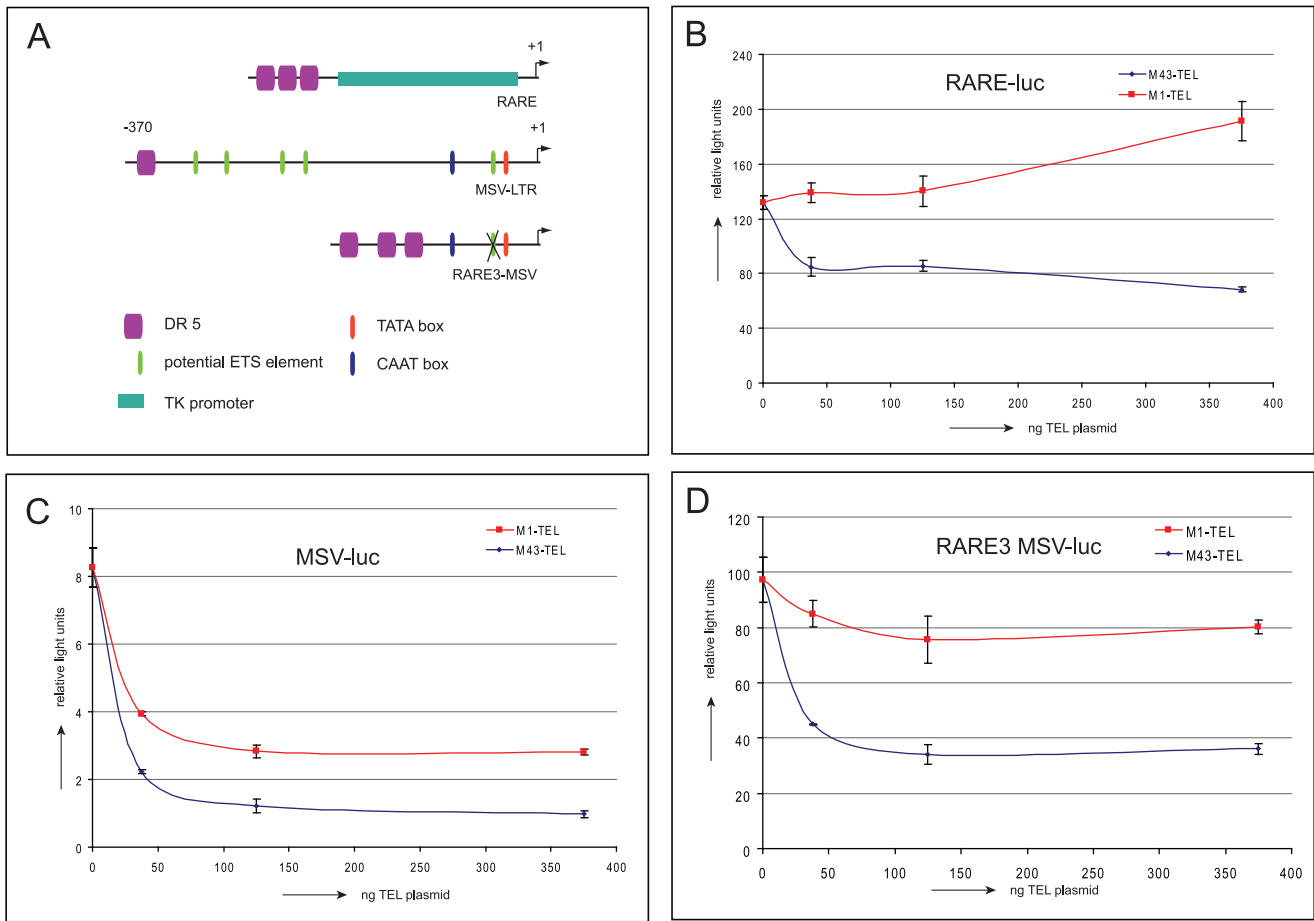 A
+1
RARE
-370
+1
MSV-LTR
RARE3-MSV
DR 5
TATA box
potential ETS element
CAAT box
TK promoter
B
RARE-luc
M43-TEL
M1-TEL
relative light units
240
200
160
120
80
40
0
0 50 100 150 200 250 300 350 400
ng TEL plasmid
C
MSV-luc
M1-TEL
M43-TEL
relative light units
10
8
6
4
2
0
0 50 100 150 200 250 300 350 400
ng TEL plasmid
D
RARE3 MSV-luc
M1-TEL
M43-TEL
relative light units
120
100
80
60
40
20
0
0 50 100 150 200 250 300 350 400
ng TEL plasmid